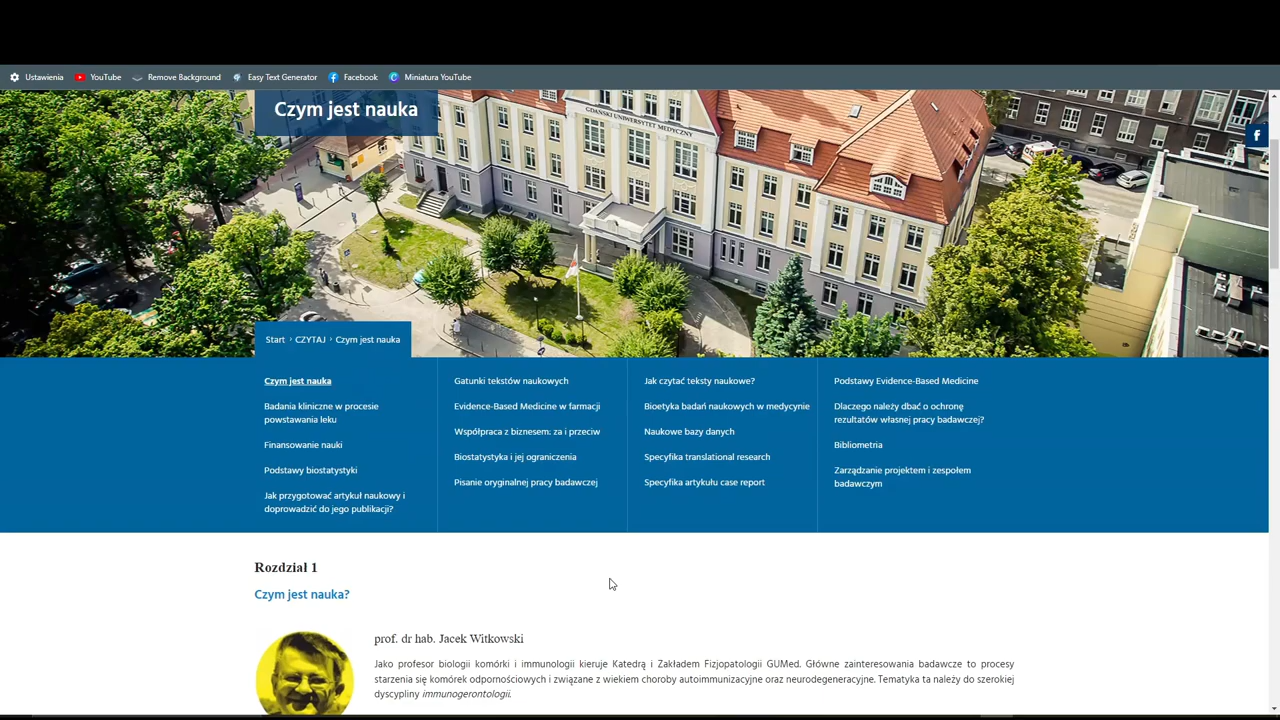 Ustawienia YouTube Remove Background Easy Text Generator Facebook Miniatura YouTube
Czym jest nauka
GDAŃSKI UNIWERSYTET MEDYCZNY
f
Start › CZYTAJ › Czym jest nauka
Czym jest nauka
Badania kliniczne w procesie
powstawania leku
Finansowanie nauki
Podstawy biostatystyki
Jak przygotować artykuł naukowy i
doprowadzić do jego publikacji?
Gatunki tekstów naukowych
Evidence-Based Medicine w farmacji
Współpraca z biznesem: za i przeciw
Biostatystyka i jej ograniczenia
Pisanie oryginalnej pracy badawczej
Jak czytać teksty naukowe?
Bioetyka badań naukowych w medycynie
Naukowe bazy danych
Specyfika translational research
Specyfika artykułu case report
Podstawy Evidence-Based Medicine
Dlaczego należy dbać o ochronę
rezultatów własnej pracy badawczej?
Bibliometria
Zarządzanie projektem i zespołem
badawczym
Rozdział 1
Czym jest nauka?
prof. dr hab. Jacek Witkowski
Jako profesor biologii komórki i immunologii kieruje Katedrą i Zakładem Fizjopatologii GUMed. Główne zainteresowania badawcze to procesy
starzenia się komórek odpornościowych i związane z wiekiem choroby autoimmunizacyjne oraz neurodegeneracyjne. Tematyka ta należy do szerokiej
dyscypliny immunogerontologii.